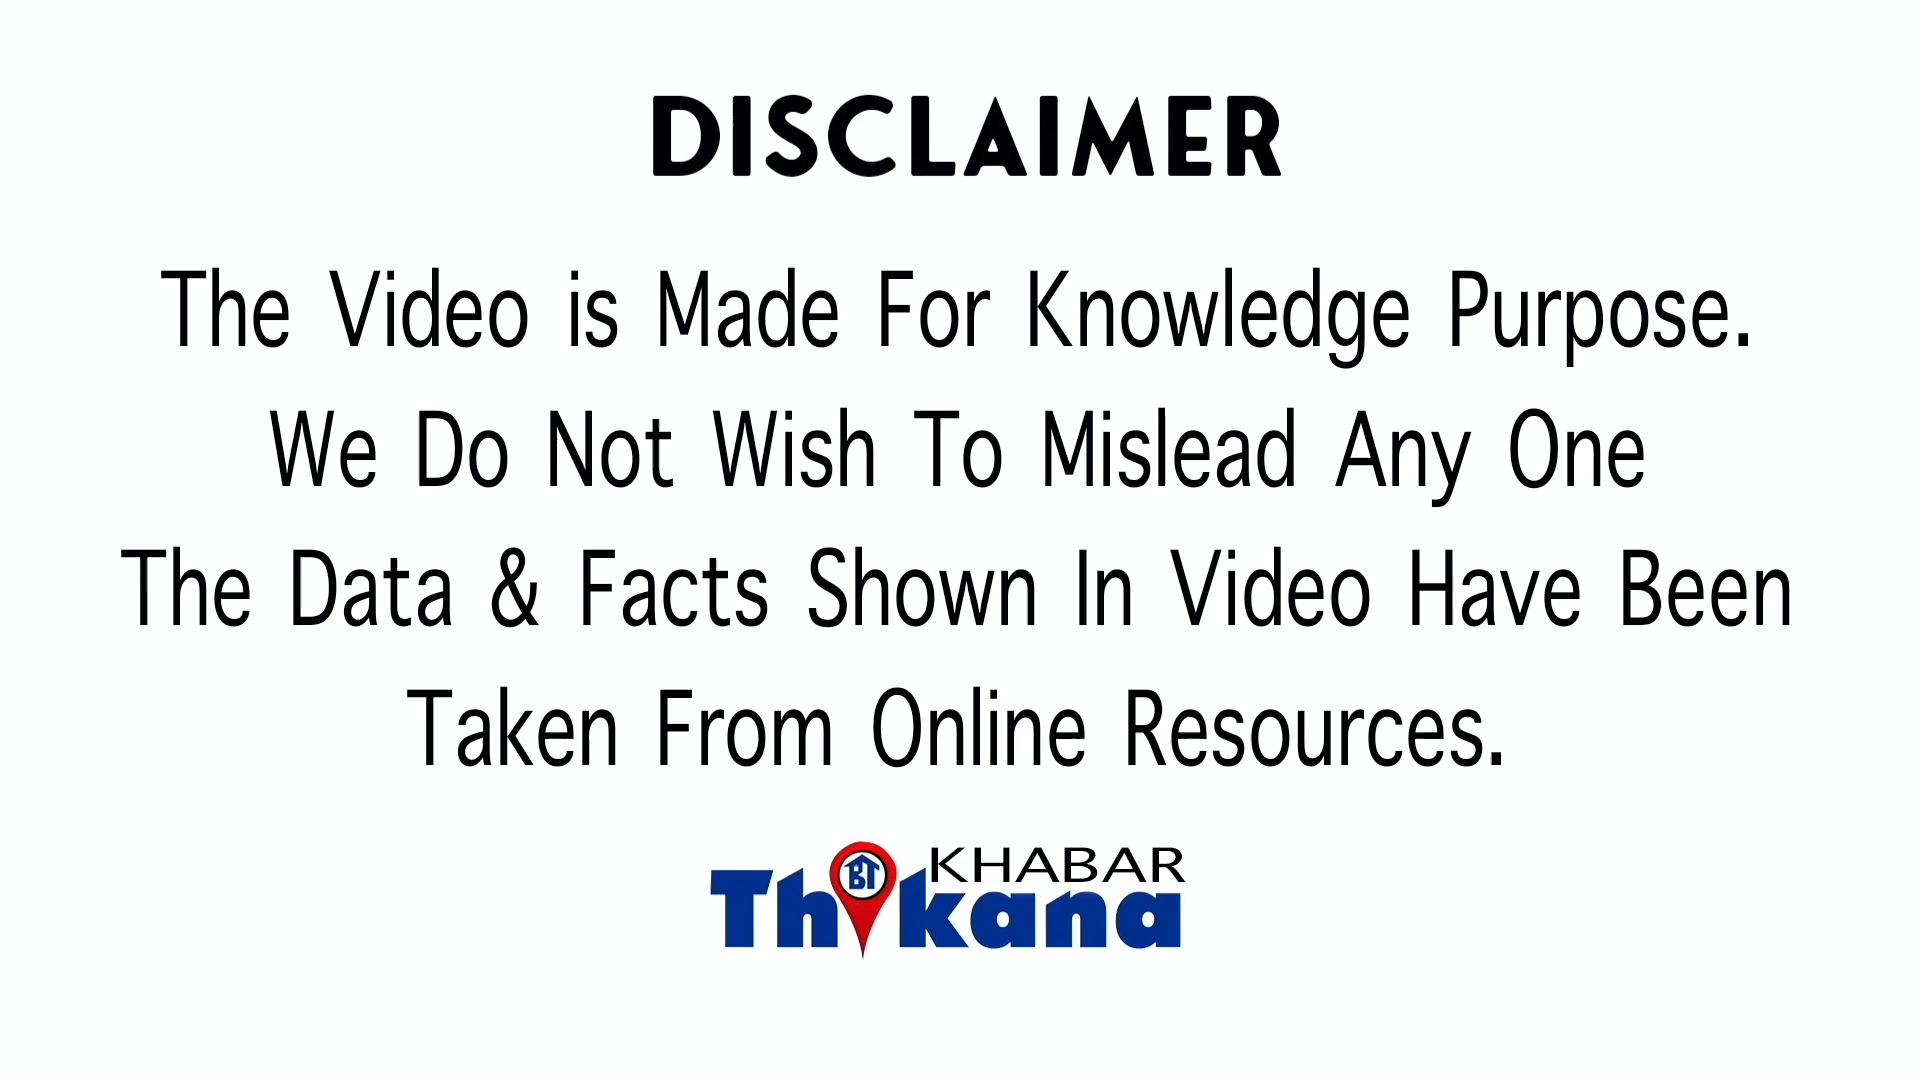 DISCLAIMER
The Video is Made For Knowledge Purpose.
We Do Not Wish To Mislead Any One
The Data & Facts Shown In Video Have Been
Taken From Online Resources.
KHABAR
BT
Thikana